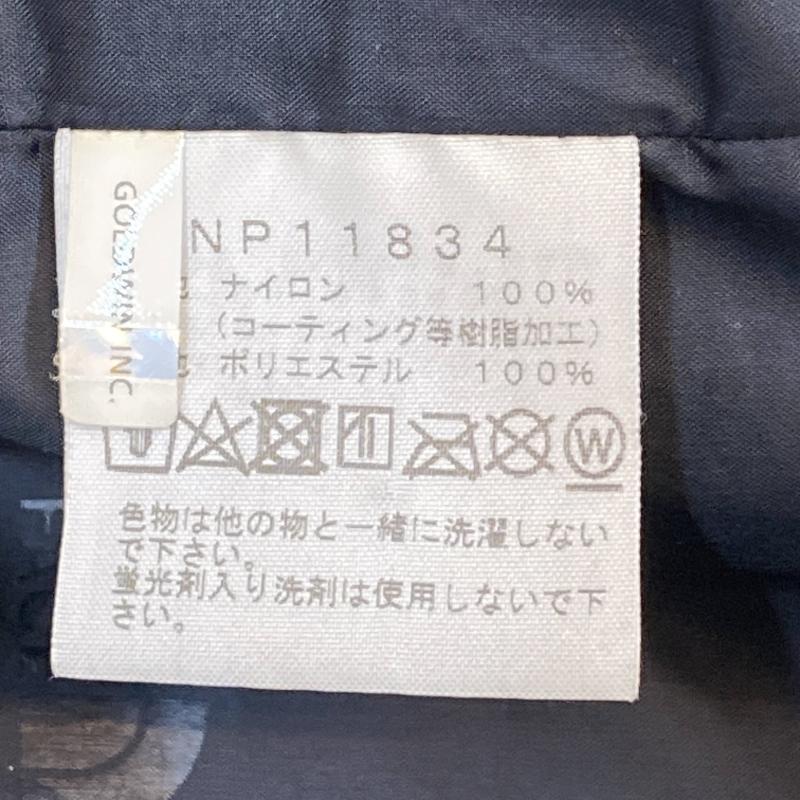 GOLDWIN INC.
NP11834
地 ナイロン 100%
(コーティング等樹脂加工)
地 ポリエステル 100%
W
色物は他の物と一緒に洗濯しない
で下さい。
蛍光剤入り洗剤は使用しないで下
さい。